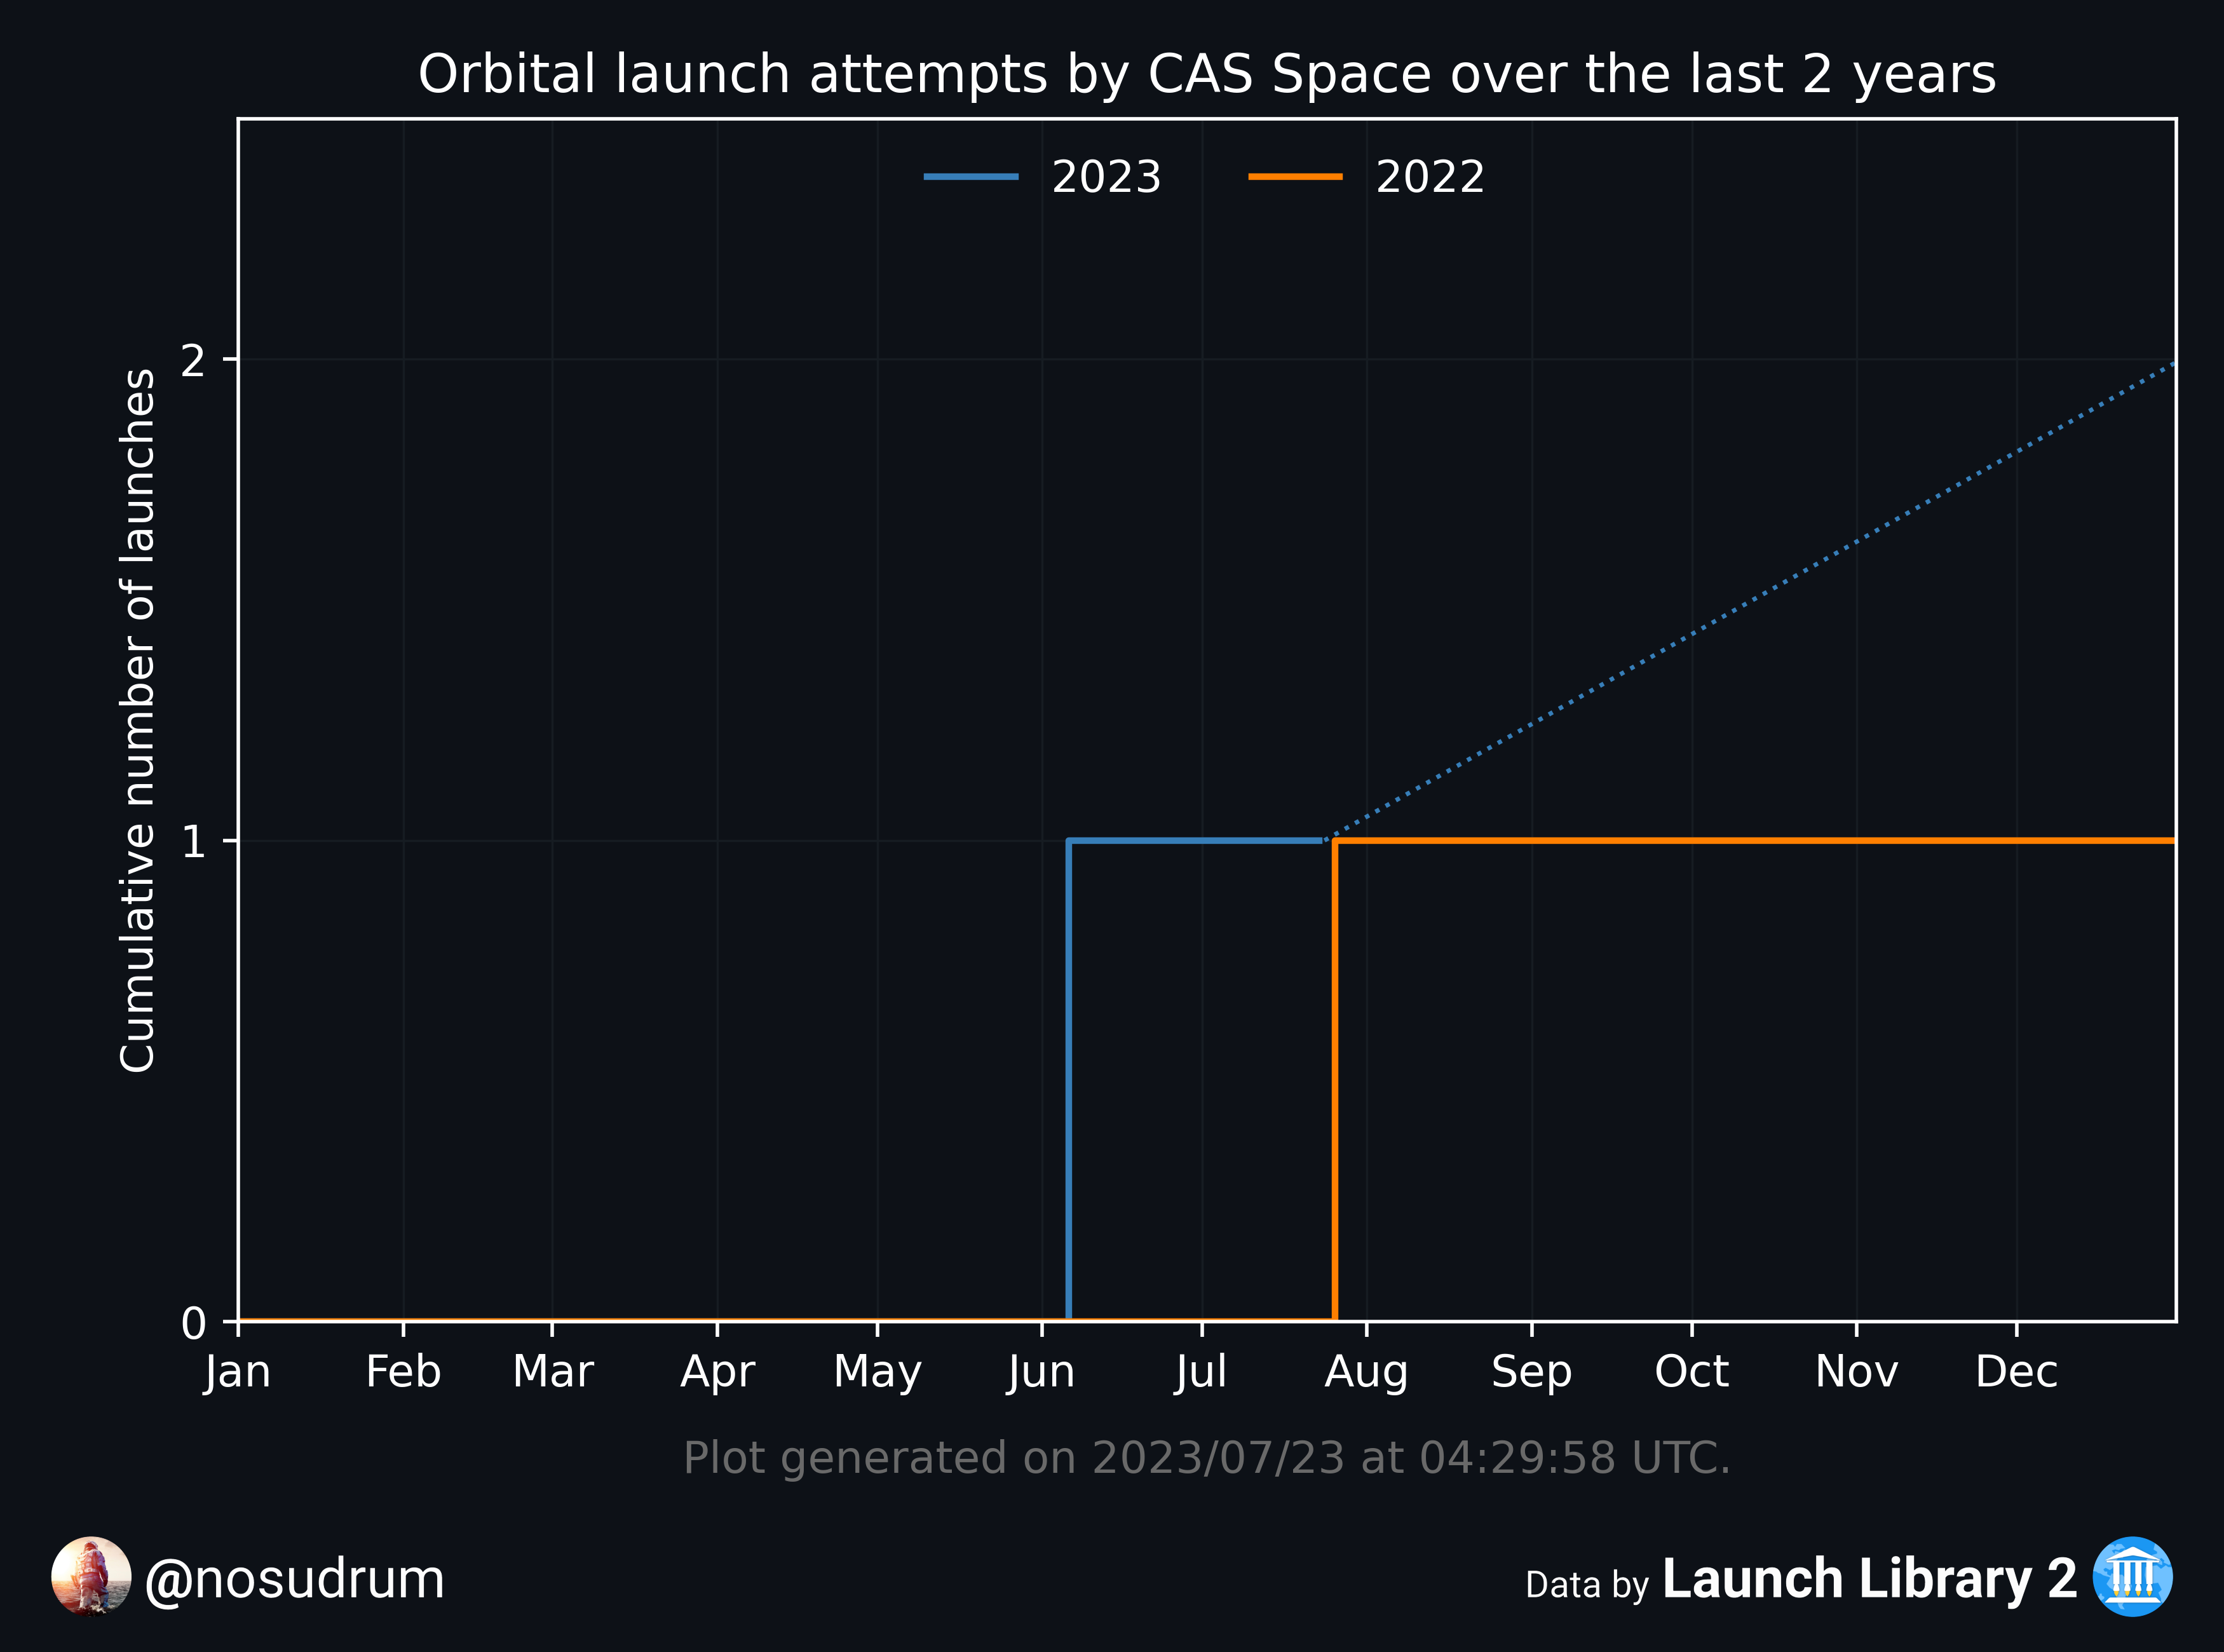 Orbital launch attempts by CAS Space over the last 2 years
2023 2022
Cumulative number of launches
2
1
0
Jan Feb Mar Apr May Jun Jul Aug Sep Oct Nov Dec
Plot generated on 2023/07/23 at 04:29:58 UTC.
@nosudrum
Data by Launch Library 2